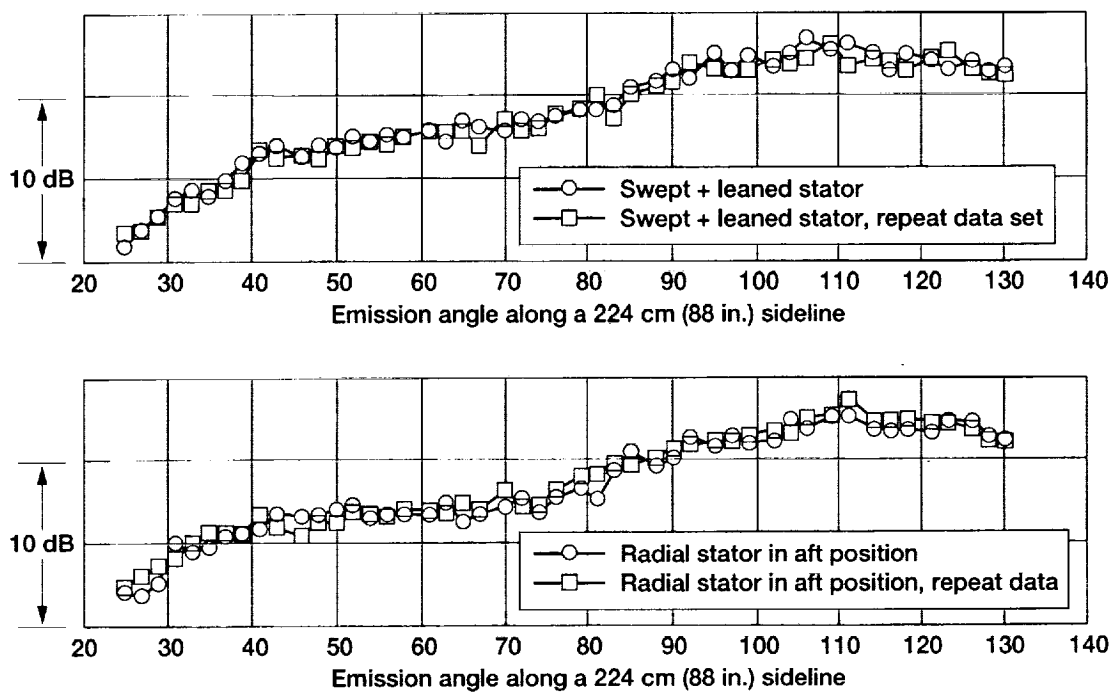 10 dB
Swept + leaned stator
Swept + leaned stator, repeat data set
20 30 40 50 60 70 80 90 100 110 120 130 140
Emission angle along a 224 cm (88 in.) sideline
10 dB
Radial stator in aft position
Radial stator in aft position, repeat data
20 30 40 50 60 70 80 90 100 110 120 130 140
Emission angle along a 224 cm (88 in.) sideline